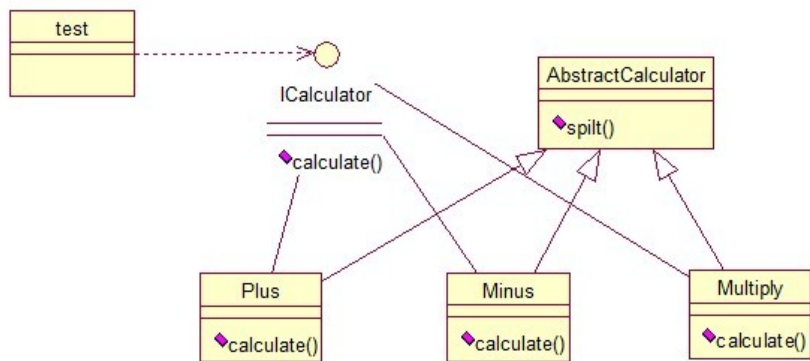 test
ICalculator
calculate()
AbstractCalculator
spilt()
Plus
calculate()
Minus
calculate()
Multiply
calculate()